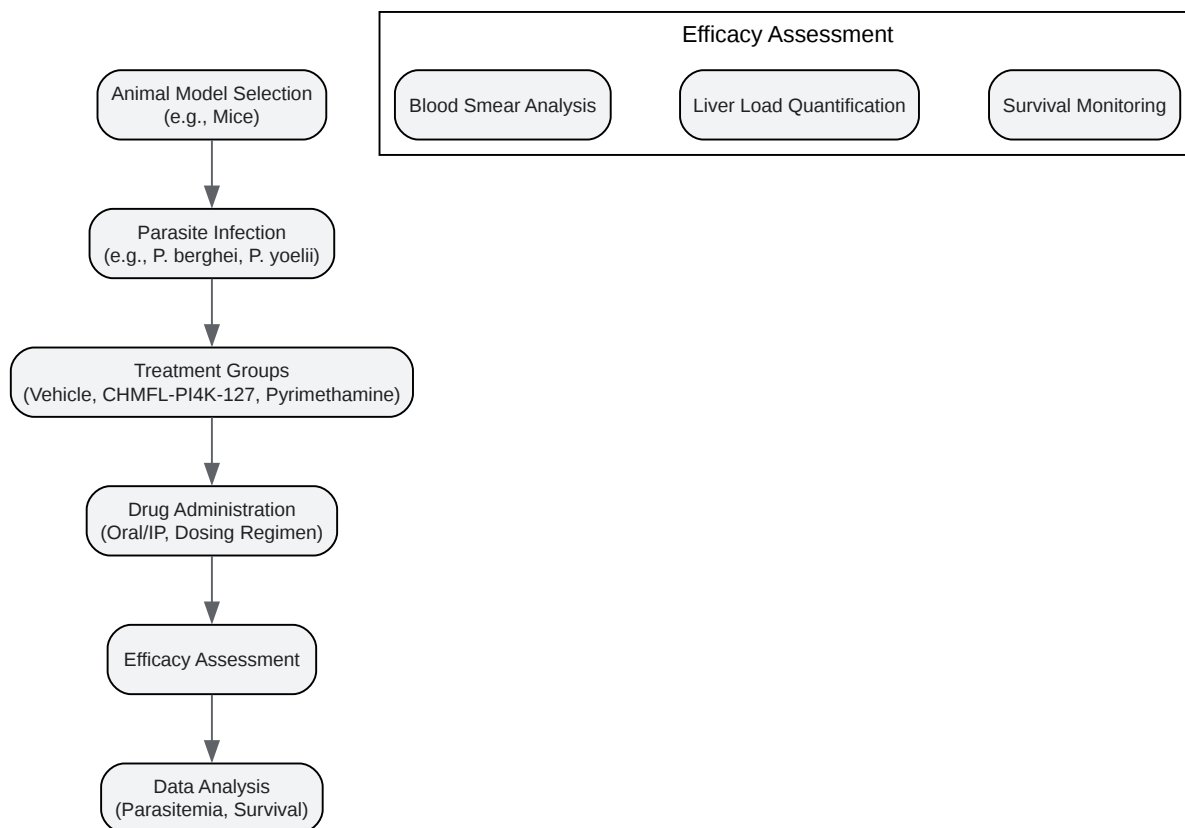 Efficacy Assessment
Blood Smear Analysis
Liver Load Quantification
Survival Monitoring
Animal Model Selection
(e.g., Mice)
Parasite Infection
(e.g., P. berghei, P. yoelii)
Treatment Groups
(Vehicle, CHMFL-PI4K-127, Pyrimethamine)
Drug Administration
(Oral/IP, Dosing Regimen)
Efficacy Assessment
Data Analysis
(Parasitemia, Survival)